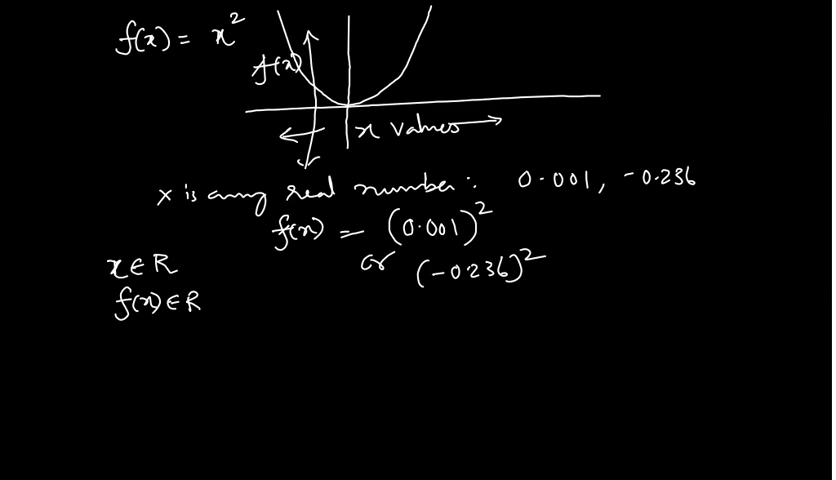 f(x) = x²
f(x)
x values
x is any real number: 0.001, -0.236
f(x) = (0.001)²
or (-0.236)²
x ∈ R
f(x) ∈ R